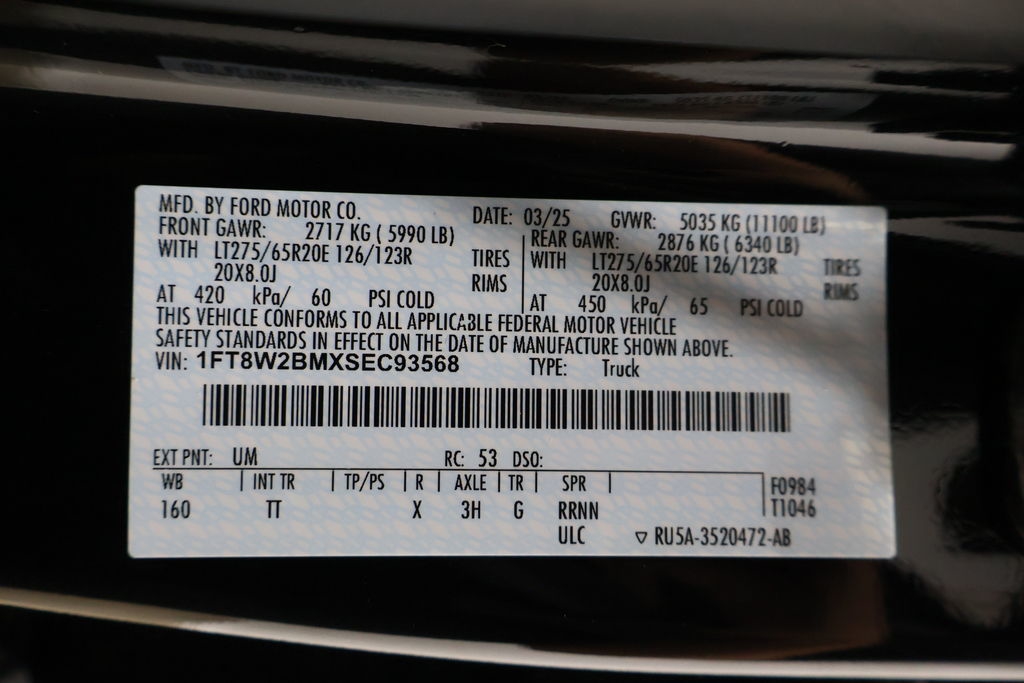 MFD. BY FORD MOTOR CO. DATE: 03/25 GVWR: 5035 KG (11100 LB)
FRONT GAWR: 2717 KG ( 5990 LB) REAR GAWR: 2876 KG ( 6340 LB)
WITH LT275/65R20E 126/123R TIRES WITH LT275/65R20E 126/123R TIRES
20X8.0J RIMS 20X8.0J RIMS
AT 420 kPa/ 60 PSI COLD AT 450 kPa/ 65 PSI COLD
THIS VEHICLE CONFORMS TO ALL APPLICABLE FEDERAL MOTOR VEHICLE
SAFETY STANDARDS IN EFFECT ON THE DATE OF MANUFACTURE SHOWN ABOVE.
VIN: 1FT8W2BMXSEC93568 TYPE: Truck
EXT PNT: UM RC: 53 DSO:
WB INT TR TP/PS R AXLE TR SPR F0984
160 TT X 3H G RRNN T1046
ULC ▽ RU5A-3520472-AB